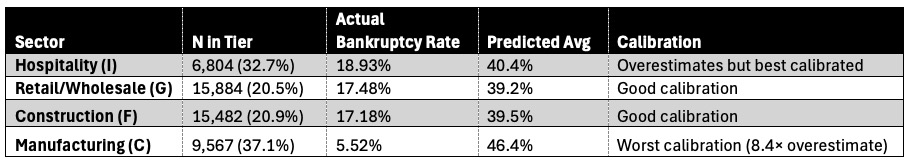 Sector N in Tier Actual Bankruptcy Rate Predicted Avg Calibration
Hospitality (I) 6,804 (32.7%) 18.93% 40.4% Overestimates but best calibrated
Retail/Wholesale (G) 15,884 (20.5%) 17.48% 39.2% Good calibration
Construction (F) 15,482 (20.9%) 17.18% 39.5% Good calibration
Manufacturing (C) 9,567 (37.1%) 5.52% 46.4% Worst calibration (8.4× overestimate)